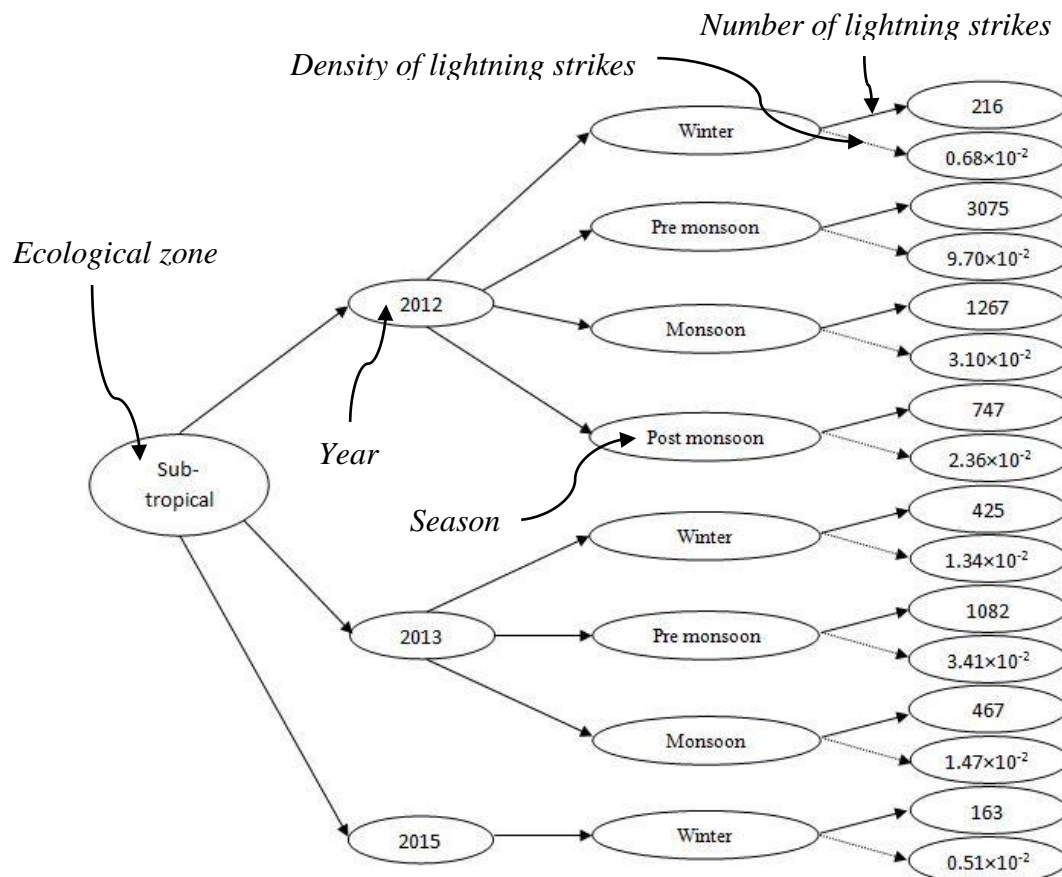 Number of lightning strikes
Density of lightning strikes
216
Winter
0.68×10⁻²
3075
Pre monsoon
9.70×10⁻²
Ecological zone
2012
1267
Monsoon
3.10×10⁻²
747
Post monsoon
Year
2.36×10⁻²
Sub-
tropical
425
Season
Winter
1.34×10⁻²
1082
2013
Pre monsoon
3.41×10⁻²
467
Monsoon
1.47×10⁻²
163
2015
Winter
0.51×10⁻²